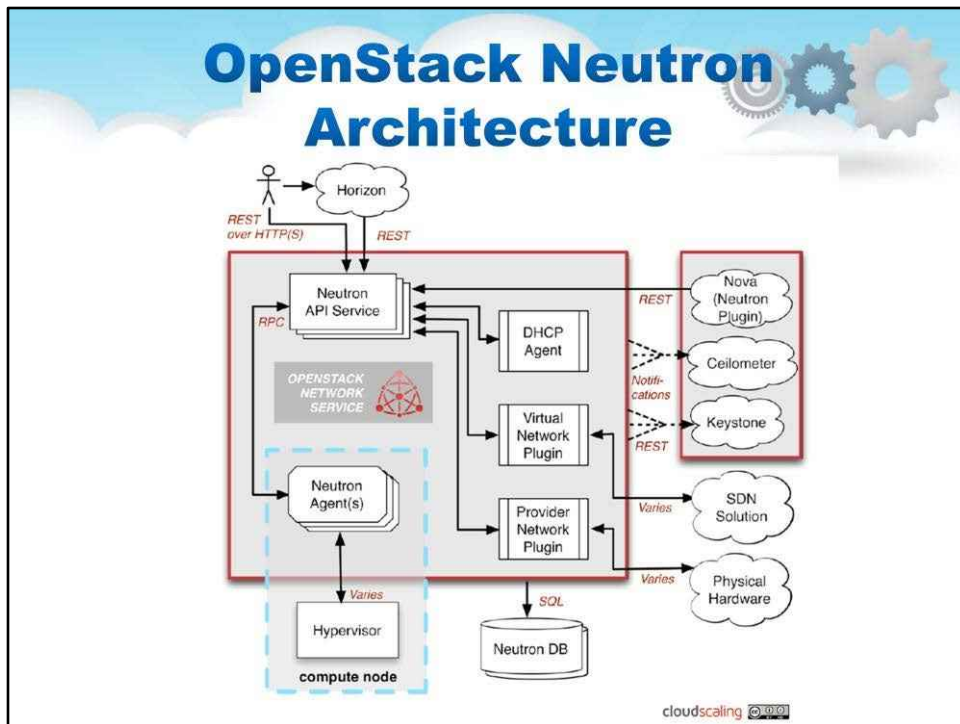 OpenStack Neutron
Architecture
Horizon
REST
over HTTP(S)
REST
Neutron
API Service
RPC
DHCP
Agent
OPENSTACK
NETWORK
SERVICE
Virtual
Network
Plugin
Neutron
Agent(s)
Provider
Network
Plugin
Varies
Hypervisor
compute node
SQL
Neutron DB
REST
Nova
(Neutron
Plugin)
Notifi-
cations
Ceilometer
REST
Keystone
Varies
SDN
Solution
Varies
Physical
Hardware
cloudscaling